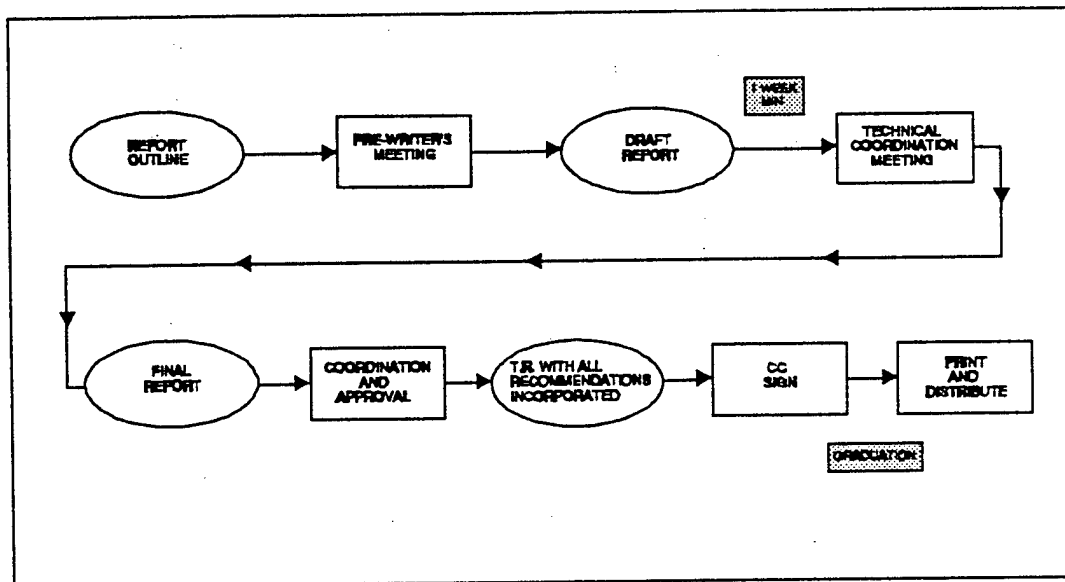 REPORT
OUTLINE
PRE-WRITER'S
MEETING
DRAFT
REPORT
1 WEEK
MIN
TECHNICAL
COORDINATION
MEETING
FINAL
REPORT
COORDINATION
AND
APPROVAL
T.R. WITH ALL
RECOMMENDATIONS
INCORPORATED
CC
SIGN
PRINT
AND
DISTRIBUTE
GRADUATION